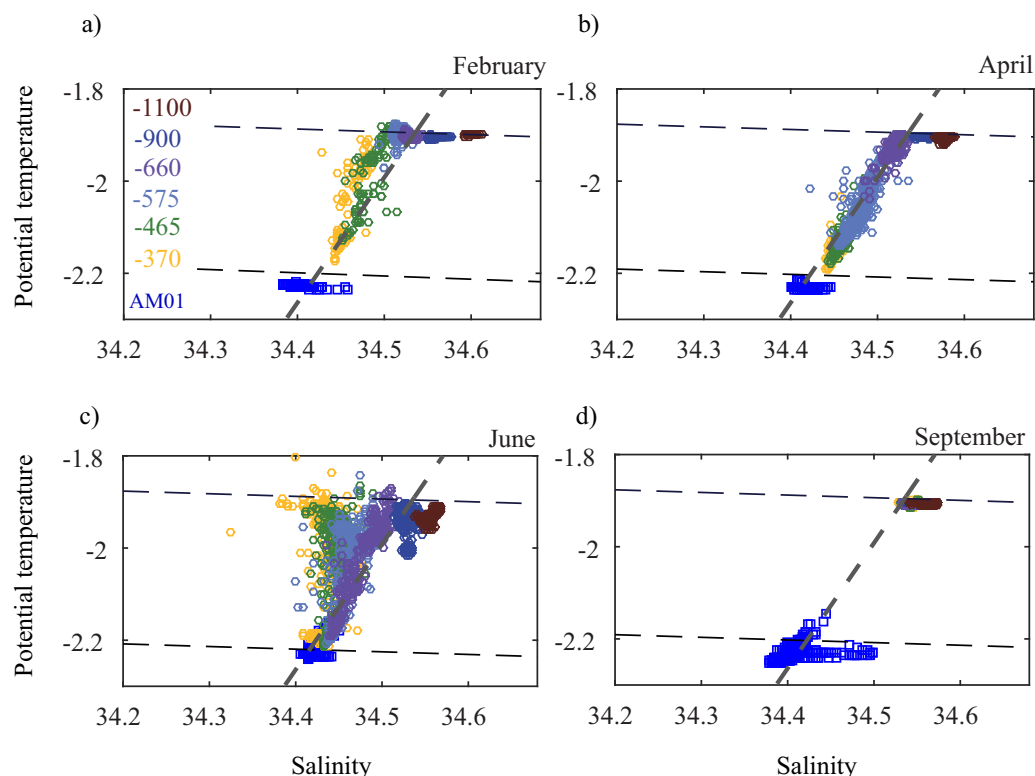 a)
February
-1.8
-2
-2.2
Potential temperature
-1100
-900
-660
-575
-465
-370
AM01
34.2
34.3
34.4
34.5
34.6
b)
April
-1.8
-2
-2.2
Potential temperature
34.2
34.3
34.4
34.5
34.6
c)
June
-1.8
-2
-2.2
Potential temperature
34.2
34.3
34.4
34.5
34.6
Salinity
d)
September
-1.8
-2
-2.2
Potential temperature
34.2
34.3
34.4
34.5
34.6
Salinity